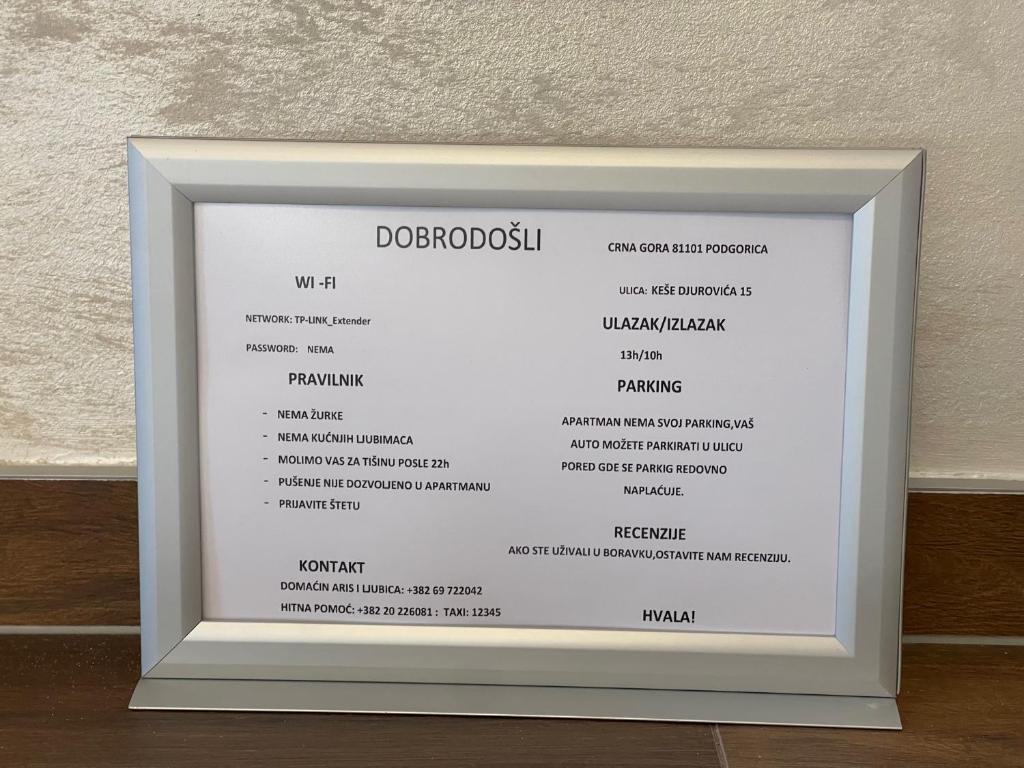 DOBRODOŠLI
WI -FI
NETWORK: TP-LINK_Extender
PASSWORD: NEMA
PRAVILNIK
- NEMA ŽURKE
- NEMA KUĆNJIH LJUBIMACA
- MOLIMO VAS ZA TIŠINU POSLE 22h
- PUŠENJE NIJE DOZVOLJENO U APARTMANU
- PRIJAVITE ŠTETU
KONTAKT
DOMAĆIN ARIS I LJUBICA: +382 69 722042
HITNA POMOĆ: +382 20 226081 : TAXI: 12345
CRNA GORA 81101 PODGORICA
ULICA: KEŠE DJUROVIĆA 15
ULAZAK/IZLAZAK
13h/10h
PARKING
APARTMAN NEMA SVOJ PARKING,VAŠ
AUTO MOŽETE PARKIRATI U ULICU
PORED GDE SE PARKIG REDOVNO
NAPLAĆUJE.
RECENZIJE
AKO STE UŽIVALI U BORAVKU,OSTAVITE NAM RECENZIJU.
HVALA!